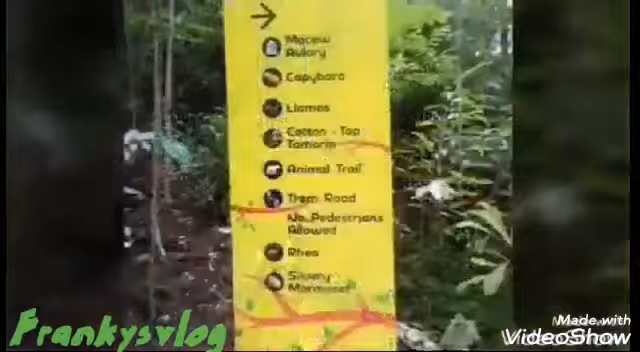 Macaw
Aviary
Capybara
Llamas
Cotton - Top
Tamarin
Animal Trail
Tram Road
No Pedestrians
Allowed
Rhea
Silvery
Marmoset
Frankysvlog
Made with
VideoShow